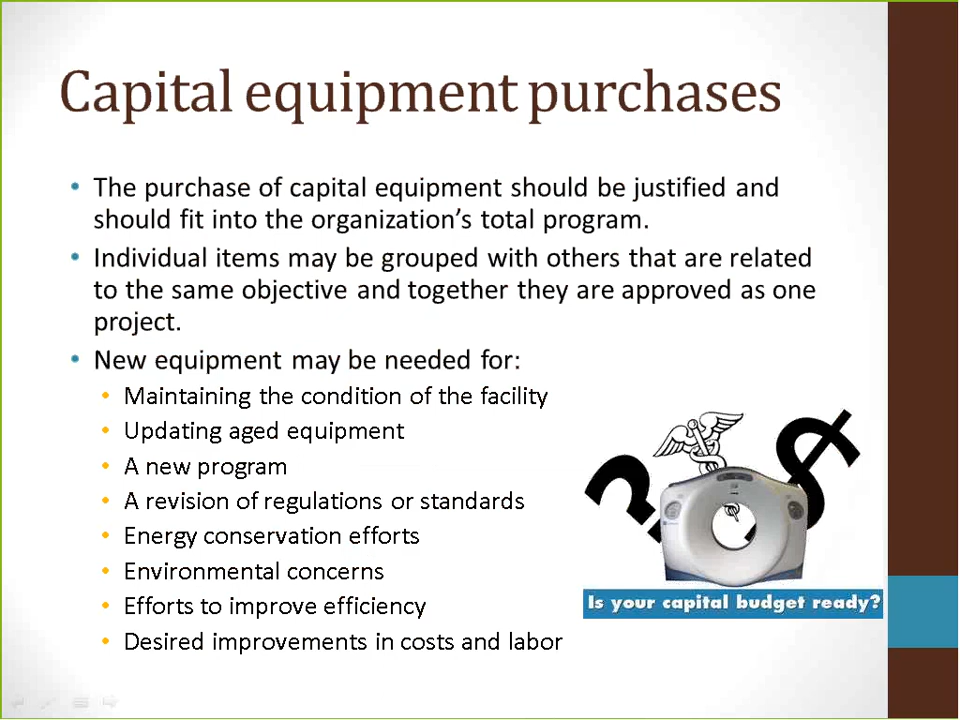 Capital equipment purchases
• The purchase of capital equipment should be justified and
should fit into the organization’s total program.
• Individual items may be grouped with others that are related
to the same objective and together they are approved as one
project.
• New equipment may be needed for:
• Maintaining the condition of the facility
• Updating aged equipment
• A new program
• A revision of regulations or standards
• Energy conservation efforts
• Environmental concerns
• Efforts to improve efficiency
• Desired improvements in costs and labor
? $
Is your capital budget ready?